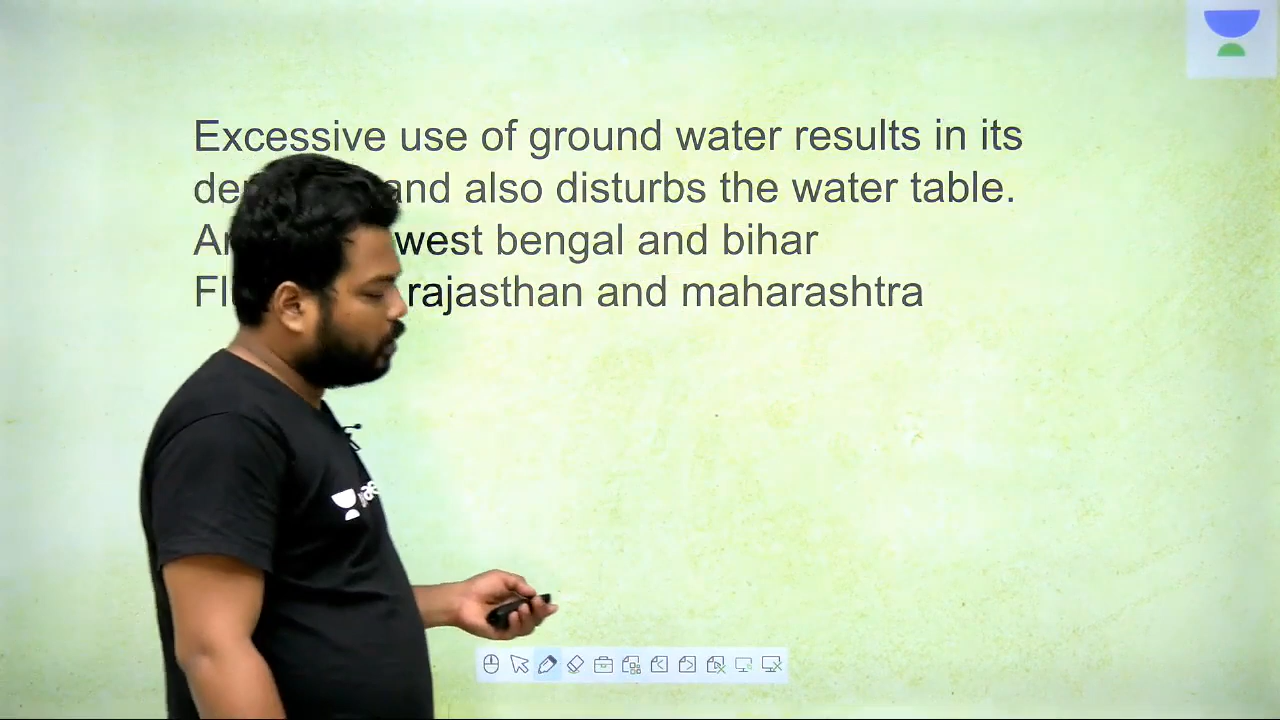 Excessive use of ground water results in its
and also disturbs the water table.
west bengal and bihar
rajasthan and maharashtra